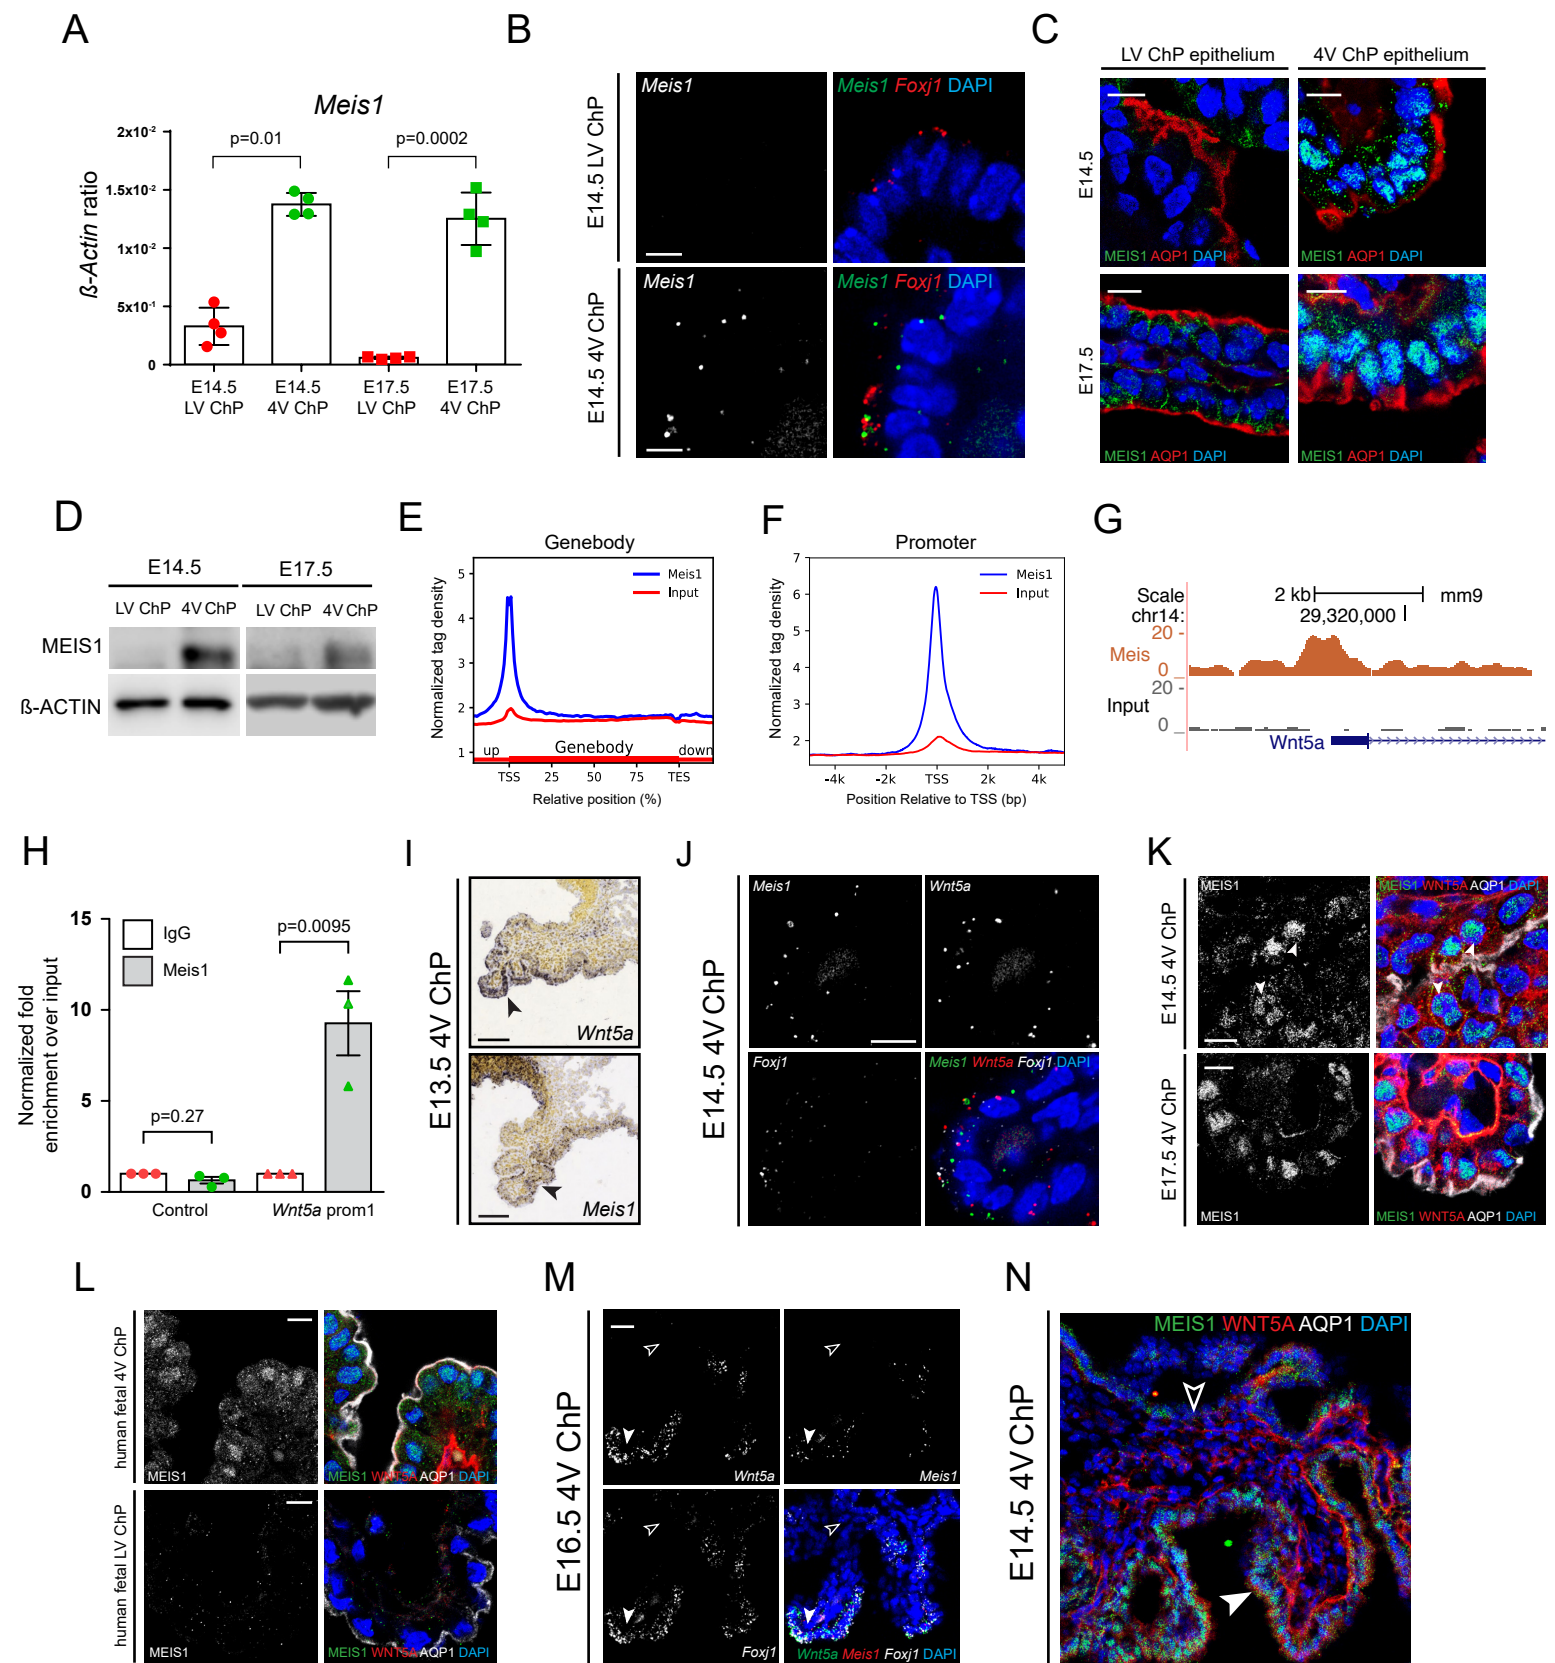 A
Meis1
2x10-2
1.5x10-2
1x10-2
5x10-1
0
ß-Actin ratio
p=0.01
p=0.0002
E14.5 LV ChP
E14.5 4V ChP
E17.5 LV ChP
E17.5 4V ChP
B
E14.5 LV ChP
Meis1
Meis1 Foxj1 DAPI
E14.5 4V ChP
Meis1
Meis1 Foxj1 DAPI
C
LV ChP epithelium
4V ChP epithelium
E14.5
MEIS1 AQP1 DAPI
MEIS1 AQP1 DAPI
E17.5
MEIS1 AQP1 DAPI
MEIS1 AQP1 DAPI
D
E14.5
E17.5
LV ChP 4V ChP
LV ChP 4V ChP
MEIS1
ß-ACTIN
E
Genebody
Normalized tag density
5
4
3
2
1
Meis1
Input
up
Genebody
down
TSS 25 50 75 TES
Relative position (%)
F
Promoter
Normalized tag density
7
6
5
4
3
2
Meis1
Input
-4k -2k TSS 2k 4k
Position Relative to TSS (bp)
G
Scale
2 kb
mm9
chr14:
29,320,000
20 -
Meis
0 _
20 -
Input
0 _
Wnt5a
H
Normalized fold
enrichment over input
15
10
5
0
IgG
Meis1
p=0.27
p=0.0095
Control
Wnt5a prom1
I
E13.5 4V ChP
Wnt5a
Meis1
J
E14.5 4V ChP
Meis1
Wnt5a
Foxj1
Meis1 Wnt5a Foxj1 DAPI
K
E14.5 4V ChP
MEIS1
MEIS1 WNT5A AQP1 DAPI
E17.5 4V ChP
MEIS1
MEIS1 WNT5A AQP1 DAPI
L
human fetal 4V ChP
MEIS1
MEIS1 WNT5A AQP1 DAPI
human fetal LV ChP
MEIS1
MEIS1 WNT5A AQP1 DAPI
M
E16.5 4V ChP
Wnt5a
Meis1
Foxj1
Wnt5a Meis1 Foxj1 DAPI
N
E14.5 4V ChP
MEIS1 WNT5A AQP1 DAPI